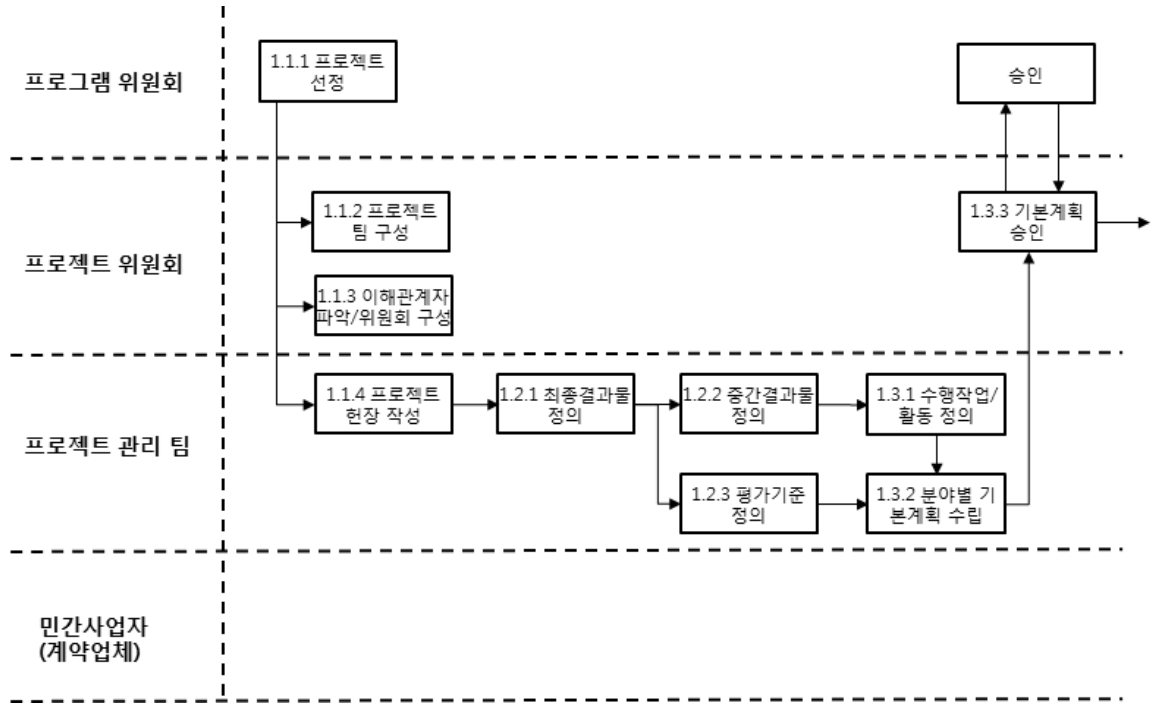 프로그램 위원회
1.1.1 프로젝트
선정
승인
프로젝트 위원회
1.1.2 프로젝트
팀 구성
1.1.3 이해관계자
파악/위원회 구성
1.3.3 기본계획
승인
프로젝트 관리 팀
1.1.4 프로젝트
헌장 작성
1.2.1 최종결과물
정의
1.2.2 중간결과물
정의
1.3.1 수행작업/
활동 정의
1.2.3 평가기준
정의
1.3.2 분야별 기
본계획 수립
민간사업자
(계약업체)